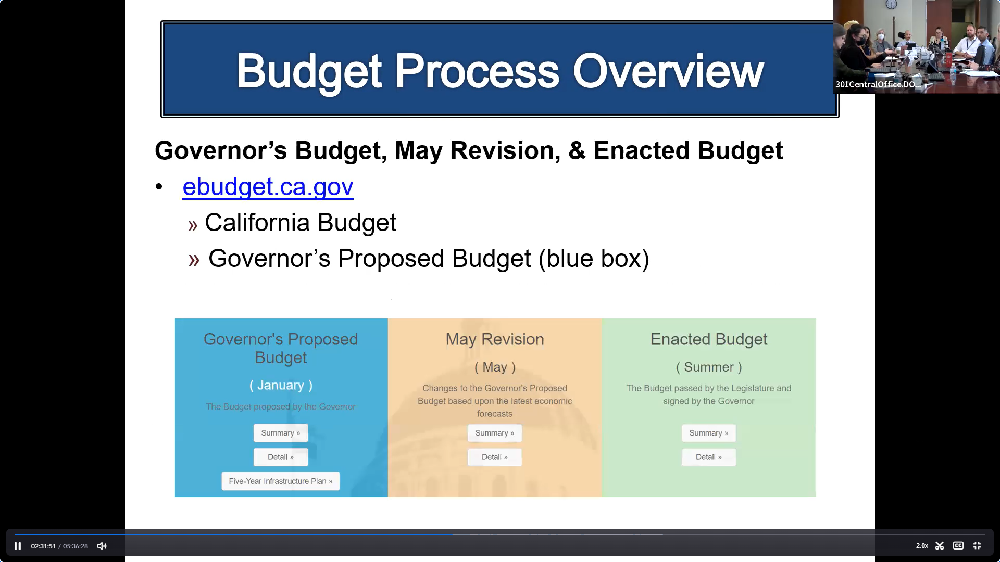 Budget Process Overview
301CentralOffice.DO...
Governor’s Budget, May Revision, & Enacted Budget
• ebudget.ca.gov
» California Budget
» Governor’s Proposed Budget (blue box)
Governor's Proposed
Budget
( January )
The Budget proposed by the Governor
Summary »
Detail »
Five-Year Infrastructure Plan »
May Revision
( May )
Changes to the Governor's Proposed
Budget based upon the latest economic
forecasts
Summary »
Detail »
Enacted Budget
( Summer )
The Budget passed by the Legislature and
signed by the Governor
Summary »
Detail »
02:31:51 / 05:36:28
2.0x
CC